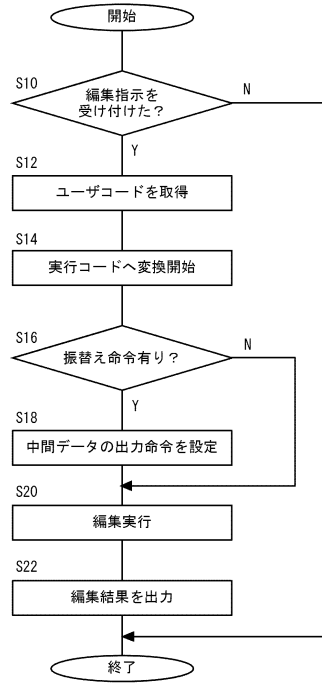 開始
S10
編集指示を
受け付けた？
N
Y
S12
ユーザコードを取得
S14
実行コードへ変換開始
S16
振替え命令有り？
N
Y
S18
中間データの出力命令を設定
S20
編集実行
S22
編集結果を出力
終了